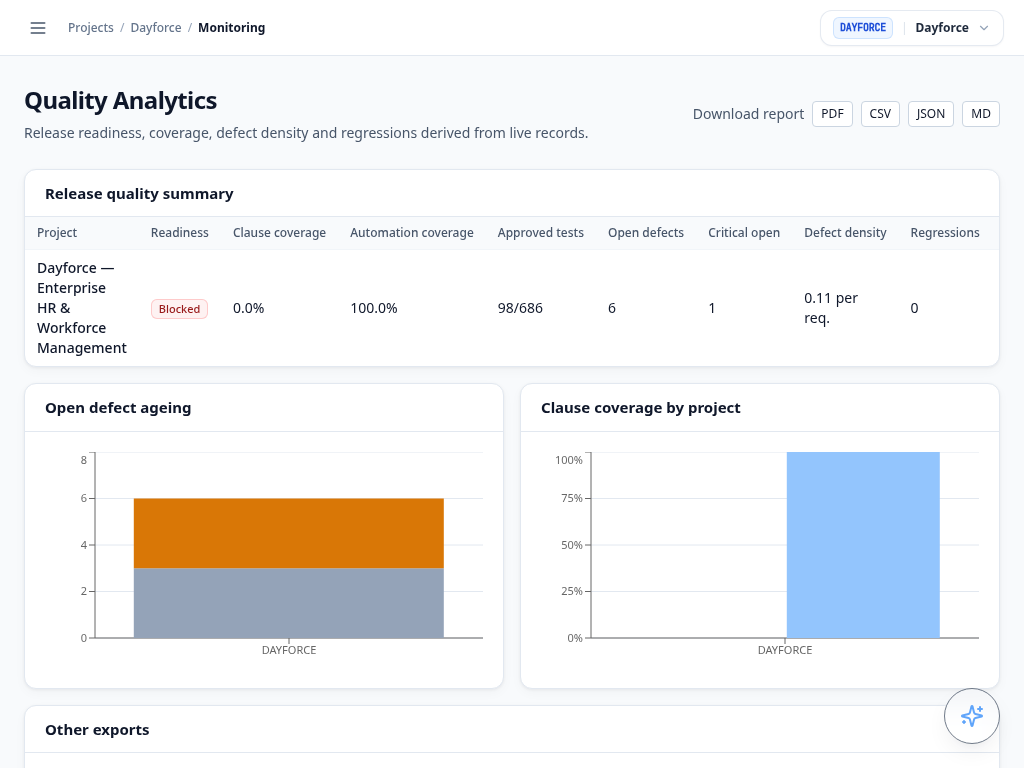 Projects / Dayforce / Monitoring
DAYFORCE Dayforce
Quality Analytics
Release readiness, coverage, defect density and regressions derived from live records.
Download report PDF CSV JSON MD
Release quality summary
Project Readiness Clause coverage Automation coverage Approved tests Open defects Critical open Defect density Regressions
Dayforce —
Enterprise
HR &
Workforce
Management
Blocked 0.0% 100.0% 98/686 6 1 0.11 per
req.
0
Open defect ageing
8
6
4
2
0
DAYFORCE
Clause coverage by project
100%
75%
50%
25%
0%
DAYFORCE
Other exports